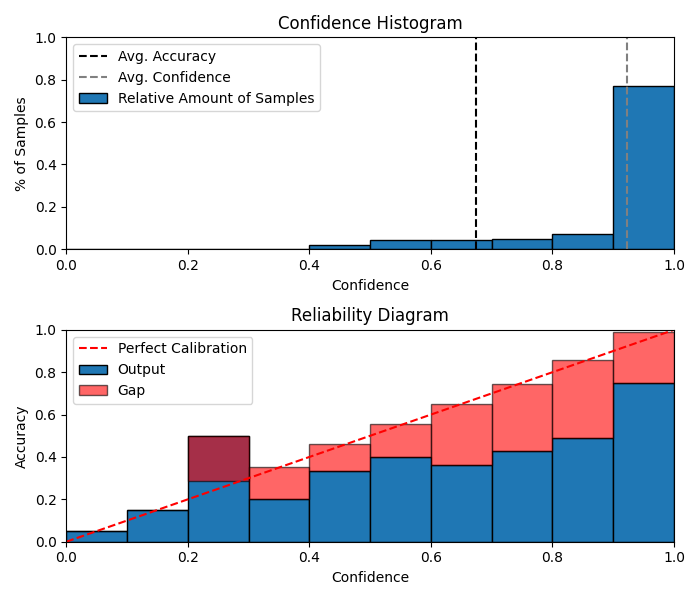 Confidence Histogram
1.0
0.8
0.6
0.4
0.2
0.0
% of Samples
Avg. Accuracy
Avg. Confidence
Relative Amount of Samples
0.0 0.2 0.4 0.6 0.8 1.0
Confidence
Reliability Diagram
1.0
0.8
0.6
0.4
0.2
0.0
Accuracy
Perfect Calibration
Output
Gap
0.0 0.2 0.4 0.6 0.8 1.0
Confidence